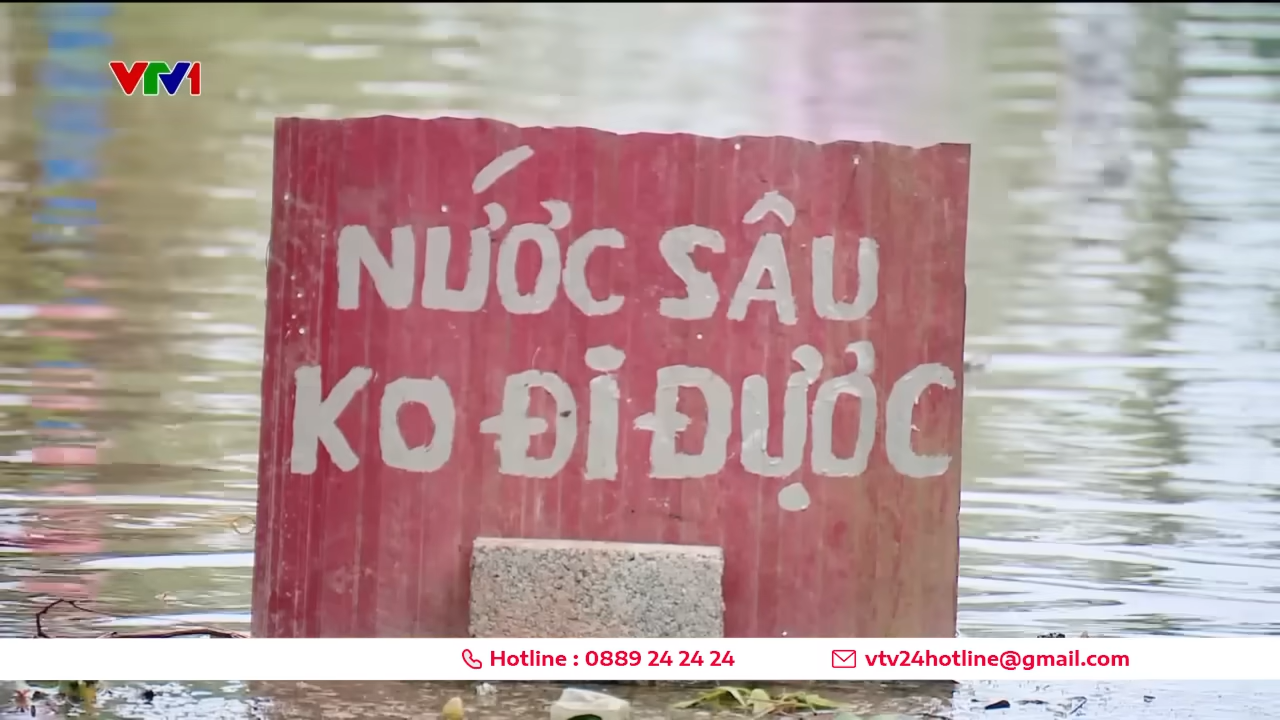 VTV1
NƯỚC SÂU
KO ĐI ĐƯỢC
Hotline : 0889 24 24 24
vtv24hotline@gmail.com